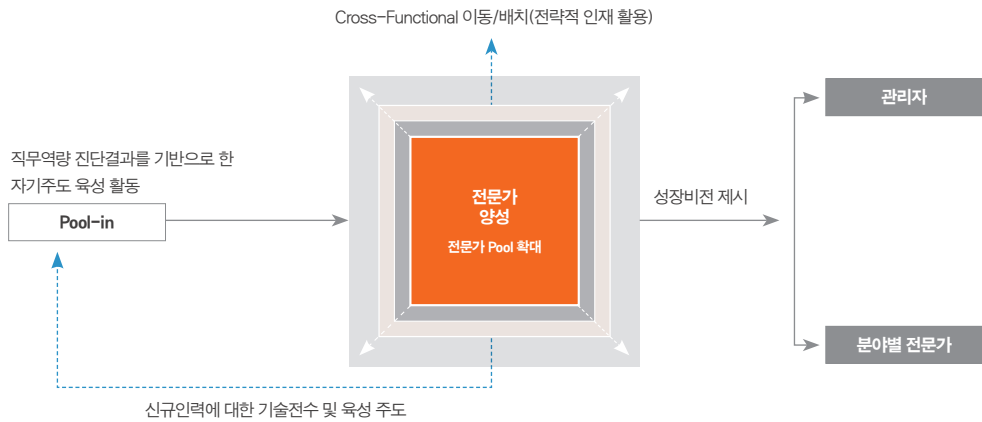 Cross-Functional 이동/배치(전략적 인재 활용)
관리자
직무역량 진단결과를 기반으로 한
자기주도 육성 활동
Pool-in
전문가
양성
전문가 Pool 확대
성장비전 제시
분야별 전문가
신규인력에 대한 기술전수 및 육성 주도